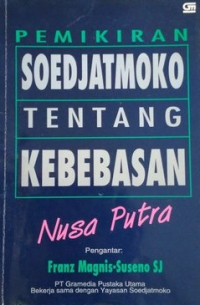 PEMIKIRAN
SOEDJATMOKO
TENTANG
KEBEBASAN
Nusa Putra
Pengantar:
Franz Magnis-Suseno SJ
PT Gramedia Pustaka Utama
Bekerja sama dengan Yayasan Soedjatmoko